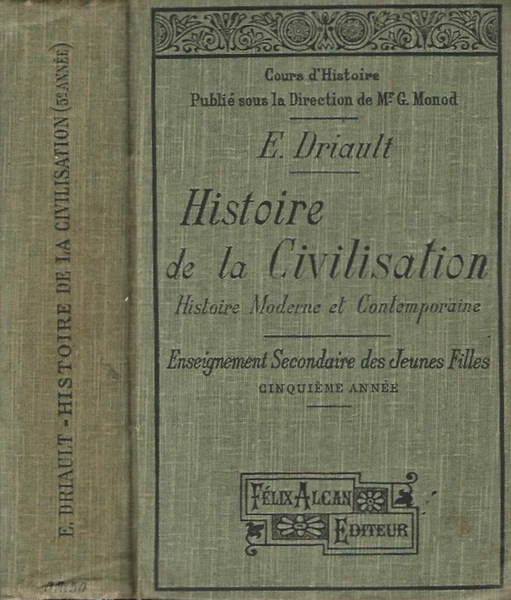 E. DRIAULT - HISTOIRE DE LA CIVILISATION (5e ANNÉE)
Cours d'Histoire
Publié sous la Direction de Mr G. Monod
E. Driault
Histoire
de la Civilisation
Histoire Moderne et Contemporaine
Enseignement Secondaire des Jeunes Filles
CINQUIÈME ANNÉE
FÉLIX ALCAN
EDITEUR